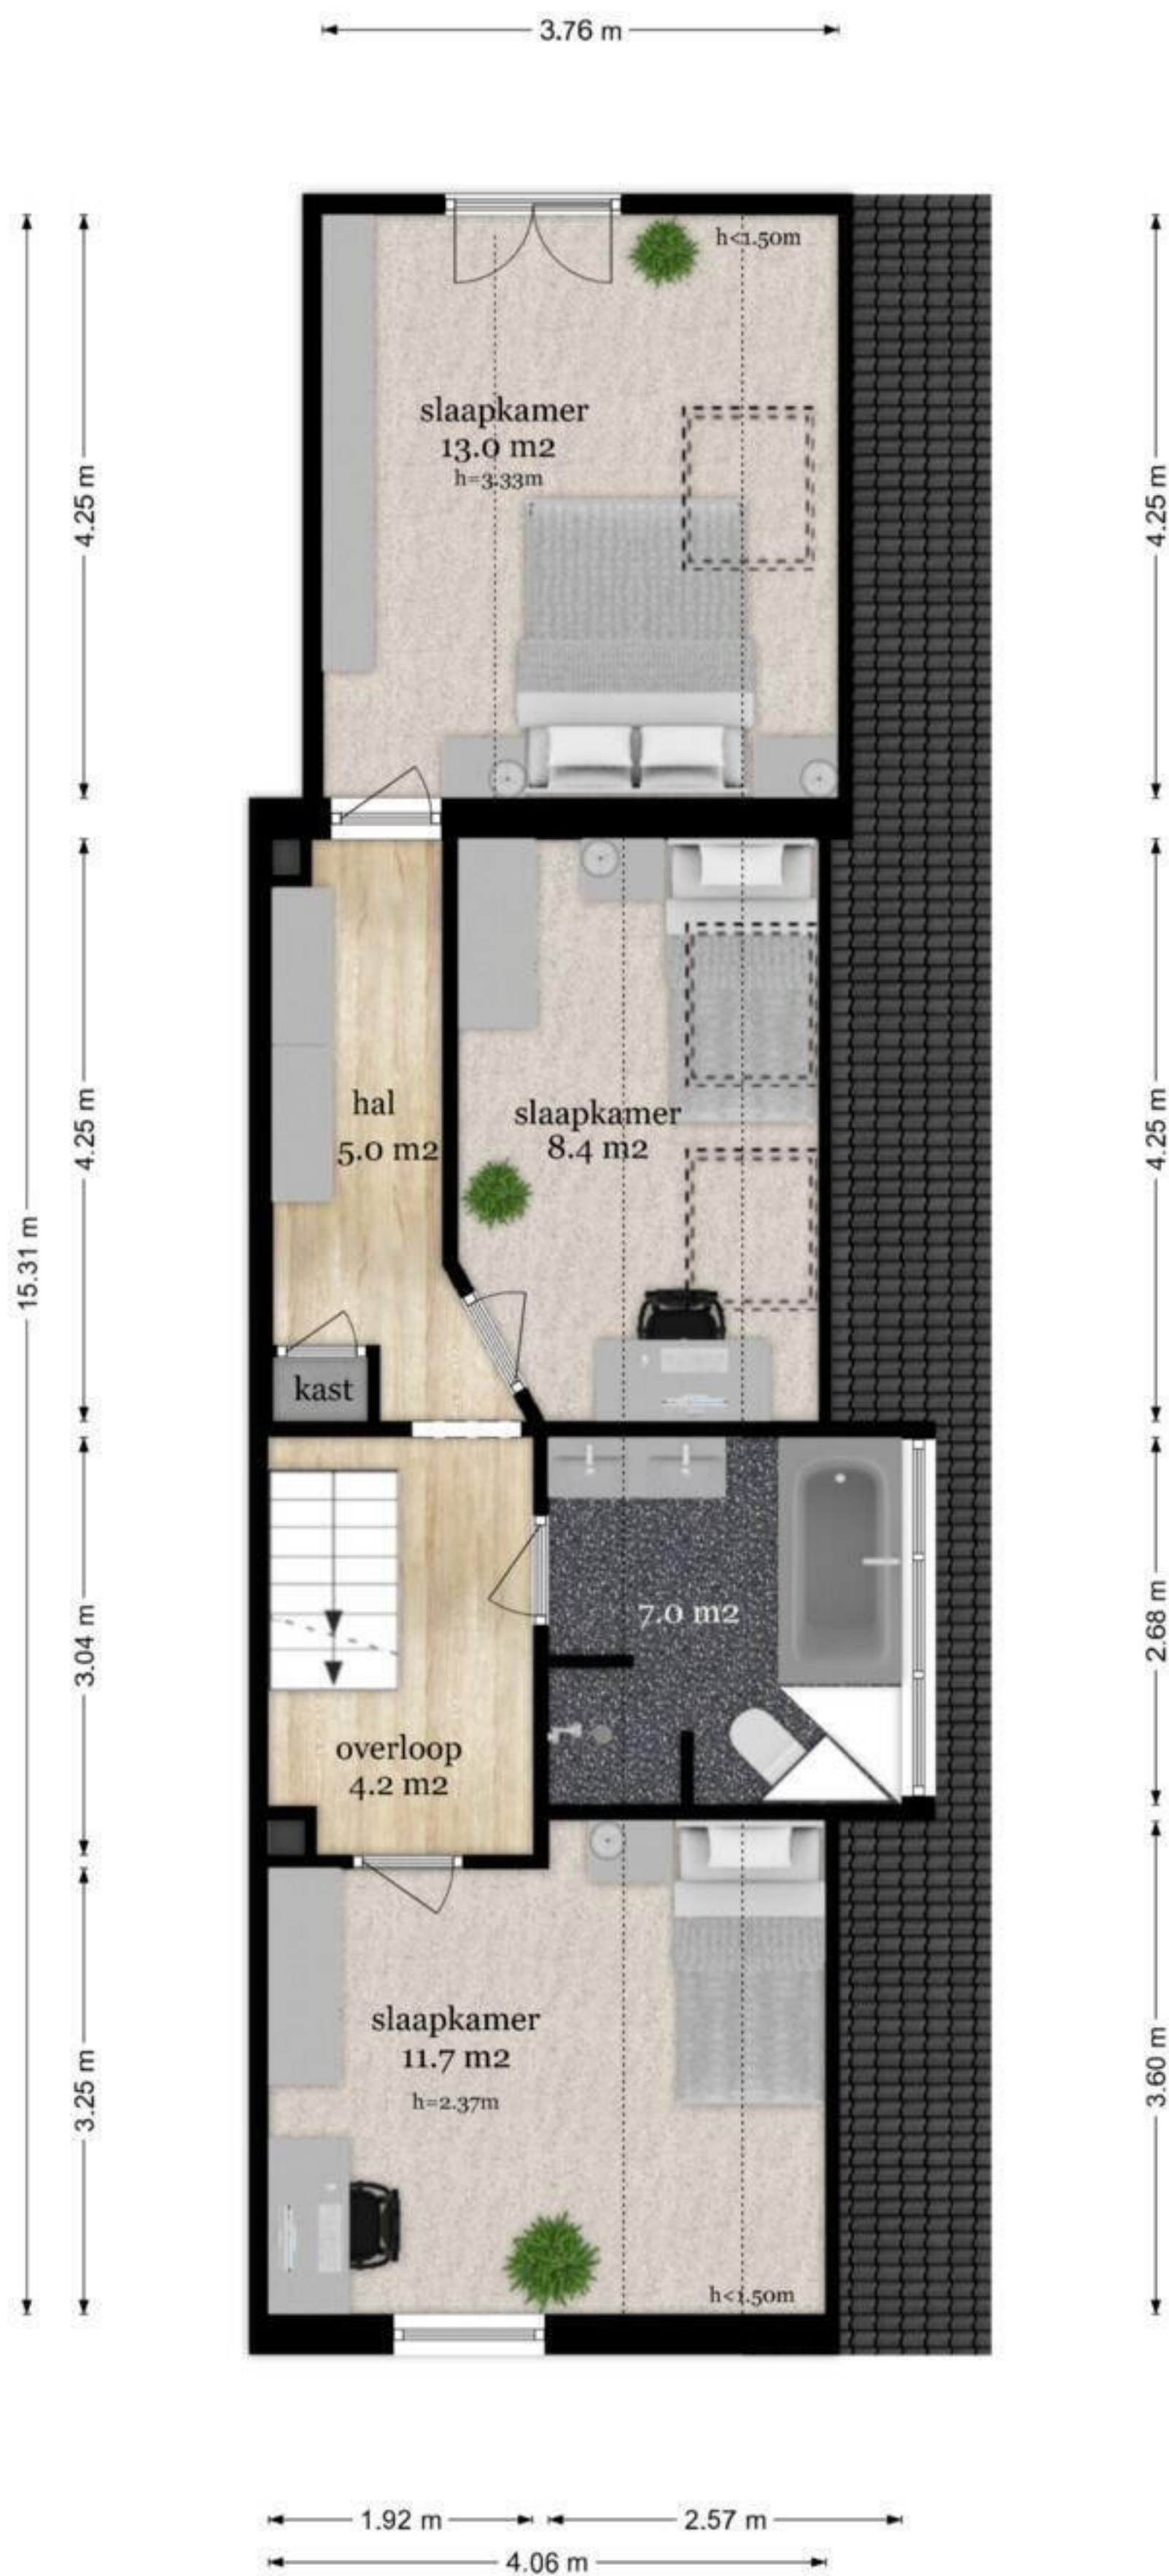 3.76 m
h<1.50m
slaapkamer
13.0 m2
h=3.33m
4.25 m
4.25 m
hal
5.0 m2
slaapkamer
8.4 m2
4.25 m
4.25 m
15.31 m
kast
7.0 m2
3.04 m
2.68 m
overloop
4.2 m2
slaapkamer
11.7 m2
h=2.37m
3.25 m
3.60 m
h<1.50m
1.92 m
2.57 m
4.06 m